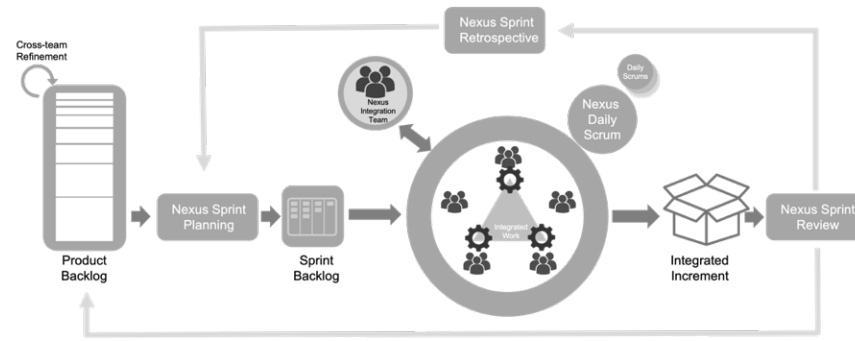 Cross-team
Refinement
Product
Backlog
Nexus Sprint
Planning
Sprint
Backlog
Nexus
Integration
Team
Integrated
Work
Nexus
Daily
Scrum
Daily
Scrums
Integrated
Increment
Nexus Sprint
Review
Nexus Sprint
Retrospective